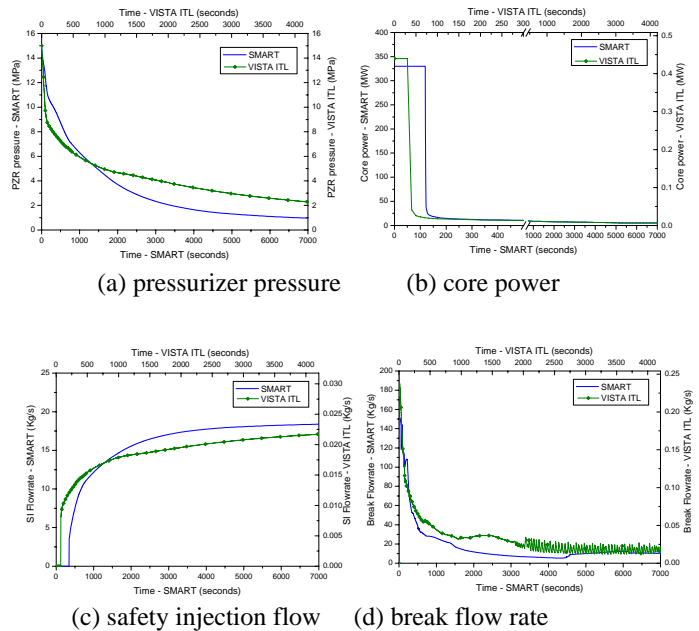 Time - VISTA ITL (seconds)
0 500 1000 1500 2000 2500 3000 3500 4000
PZR pressure - SMART (MPa)
16
14
12
10
8
6
4
2
0
SMART
VISTA ITL
16
14
12
10
8
6
4
2
0
PZR pressure - VISTA ITL (MPa)
0 1000 2000 3000 4000 5000 6000 7000
Time - SMART (seconds)
(a) pressurizer pressure
Time - VISTA ITL (seconds)
0 100 200 300 1000 2000 3000 4000
Core power - SMART (MW)
400
350
300
250
200
150
100
50
0
SMART
VISTA ITL
0.5
0.4
0.3
0.2
0.1
0.0
Core power - VISTA ITL (MW)
0 100 200 300 400 1000 2000 3000 4000 5000 6000 7000
Time - SMART (seconds)
(b) core power
Time - VISTA ITL (seconds)
0 500 1000 1500 2000 2500 3000 3500 4000
SI Flowrate - SMART (Kg/s)
25
20
15
10
5
0
SMART
VISTA ITL
0.030
0.025
0.020
0.015
0.010
0.005
0.000
SI Flowrate - VISTA ITL (Kg/s)
0 1000 2000 3000 4000 5000 6000 7000
Time - SMART (seconds)
(c) safety injection flow
Time - VISTA ITL (seconds)
0 500 1000 1500 2000 2500 3000 3500 4000
Break Flowrate - SMART (Kg/s)
200
180
160
140
120
100
80
60
40
20
0
SMART
VISTA ITL
0.25
0.20
0.15
0.10
0.05
0.00
Break Flowrate - VISTA ITL (Kg/s)
0 1000 2000 3000 4000 5000 6000 7000
Time - SMART (seconds)
(d) break flow rate